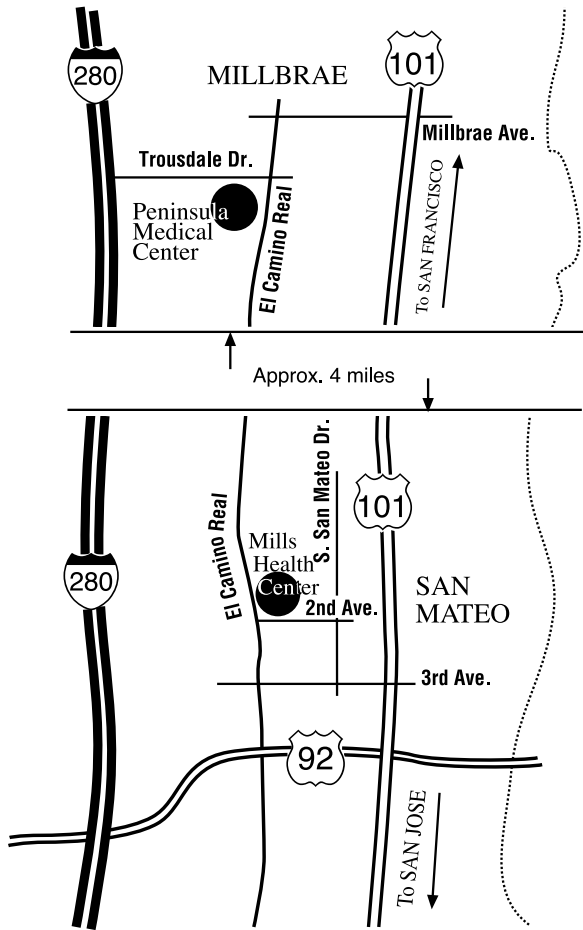 280
MILLBRAE
101
Millbrae Ave.
Trousdale Dr.
Peninsula
Medical
Center
El Camino Real
To SAN FRANCISCO
Approx. 4 miles
El Camino Real
S. San Mateo Dr.
101
Mills
Health
Center
280
2nd Ave.
SAN
MATEO
3rd Ave.
92
To SAN JOSE